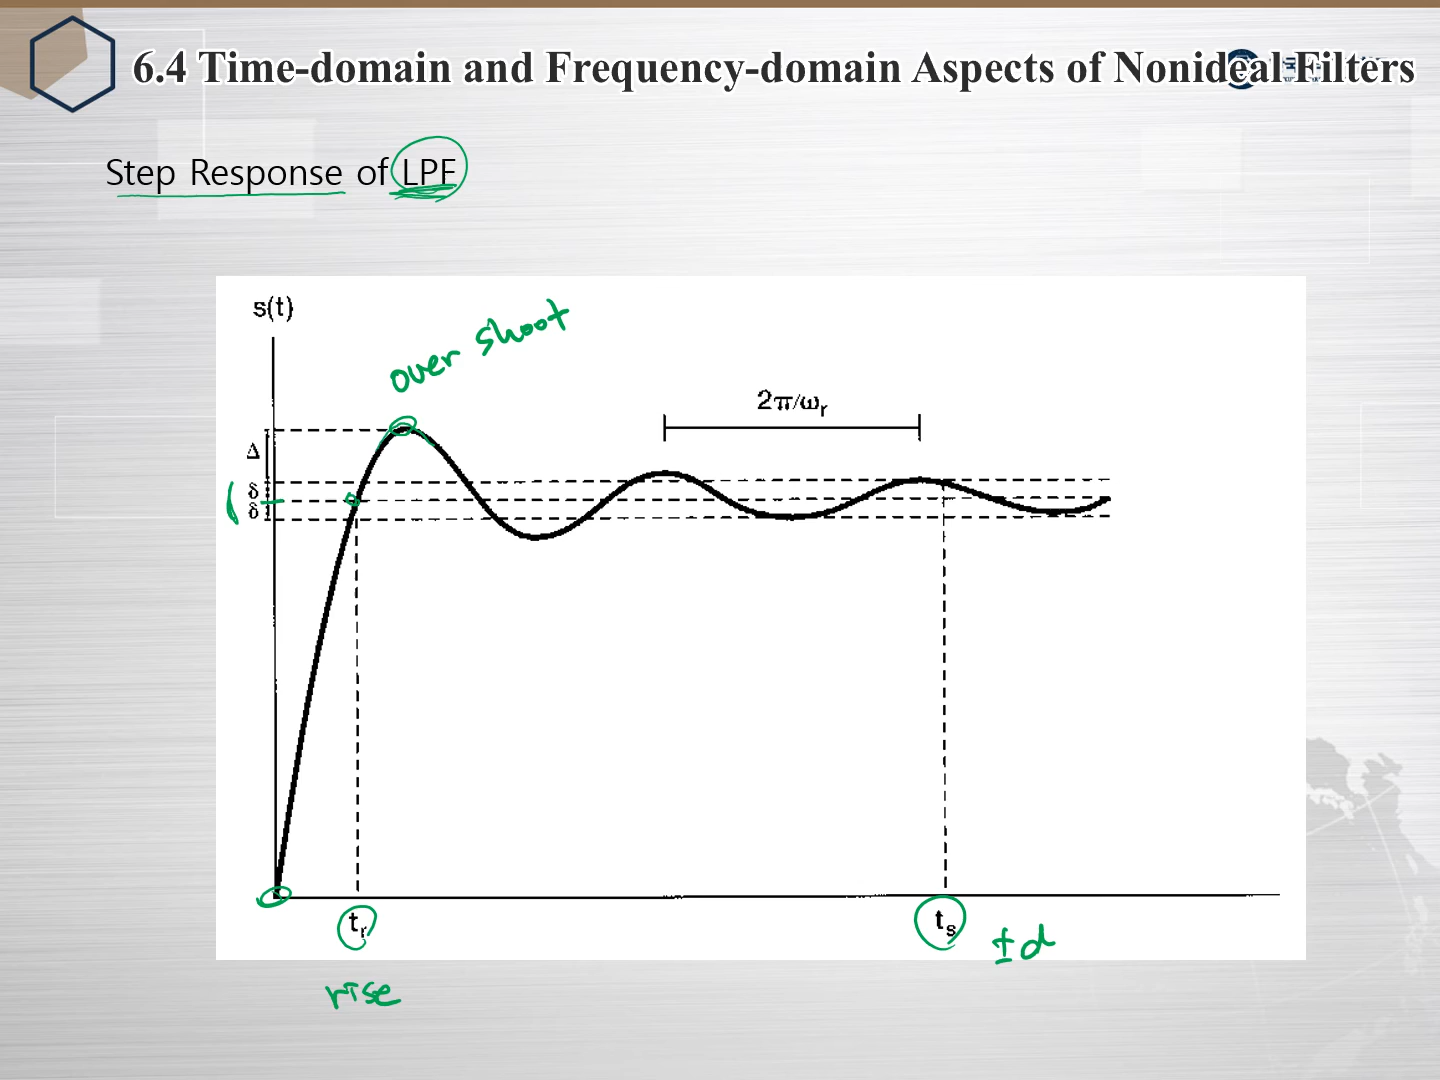 6.4 Time-domain and Frequency-domain Aspects of Nonideal Filters
Step Response of LPF
s(t)
over shoot
2π/ωr
Δ
δ
δ
tr
ts
±d
rise